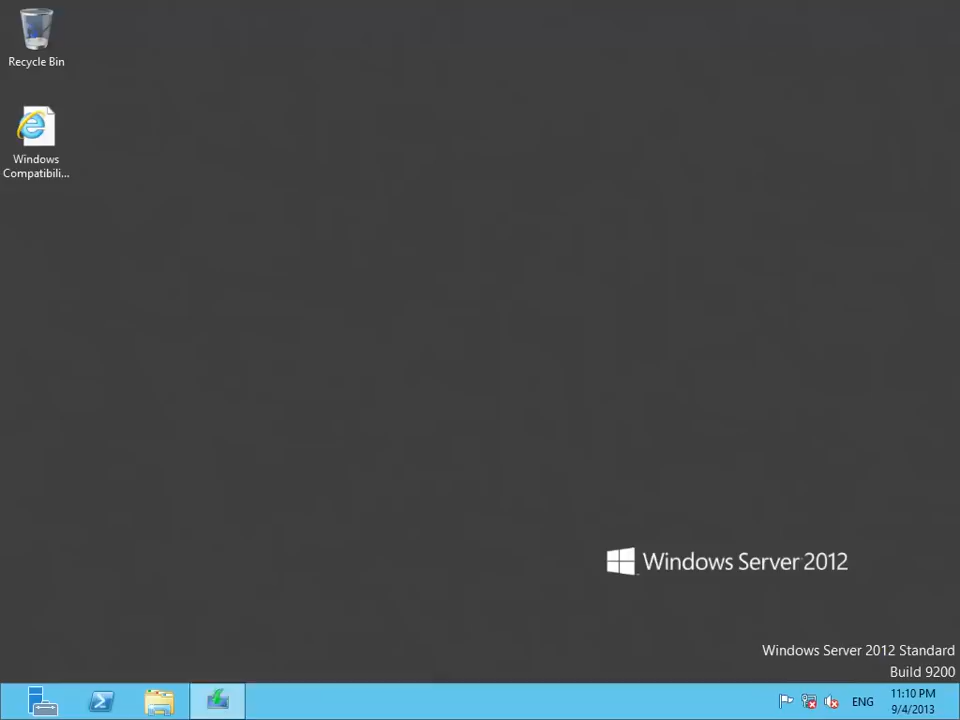 Recycle Bin
Windows
Compatibili...
Windows Server 2012
Windows Server 2012 Standard
Build 9200
ENG
11:10 PM
9/4/2013